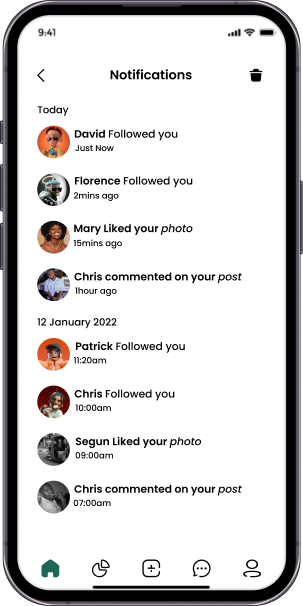 9:41
Notifications
Today
David Followed you
Just Now
Florence Followed you
2mins ago
Mary Liked your photo
15mins ago
Chris commented on your post
1hour ago
12 January 2022
Patrick Followed you
11:20am
Chris Followed you
10:00am
Segun Liked your photo
09:00am
Chris commented on your post
07:00am